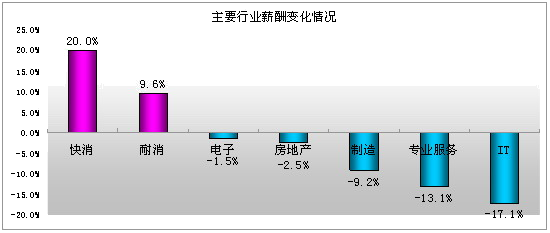 主要行业薪酬变化情况
25.0%
20.0%
15.0%
10.0%
5.0%
0.0%
-5.0%
-10.0%
-15.0%
-20.0%
20.0%
9.6%
快消
耐消
电子
房地产
制造
专业服务
IT
-1.5%
-2.5%
-9.2%
-13.1%
-17.1%